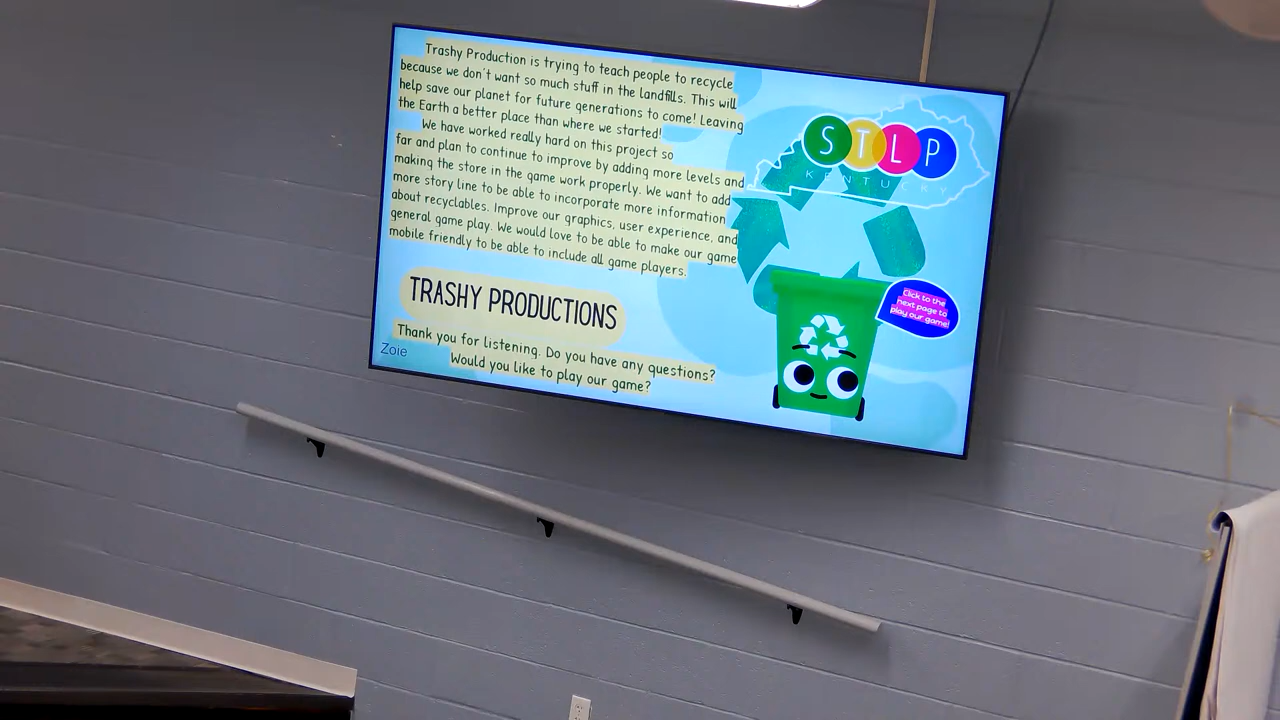 Trashy Production is trying to teach people to recycle
because we don't want so much stuff in the landfills. This will
help save our planet for future generations to come! Leaving
the Earth a better place than where we started!
We have worked really hard on this project so
far and plan to continue to improve by adding more levels and
making the store in the game work properly. We want to add
more story line to be able to incorporate more information
about recyclables. Improve our graphics, user experience, and
general game play. We would love to be able to make our game
mobile friendly to be able to include all game players.
STLP
KENTUCKY
Click to the
next page to
play our game!
TRASHY PRODUCTIONS
Thank you for listening. Do you have any questions?
Would you like to play our game?
Zoie